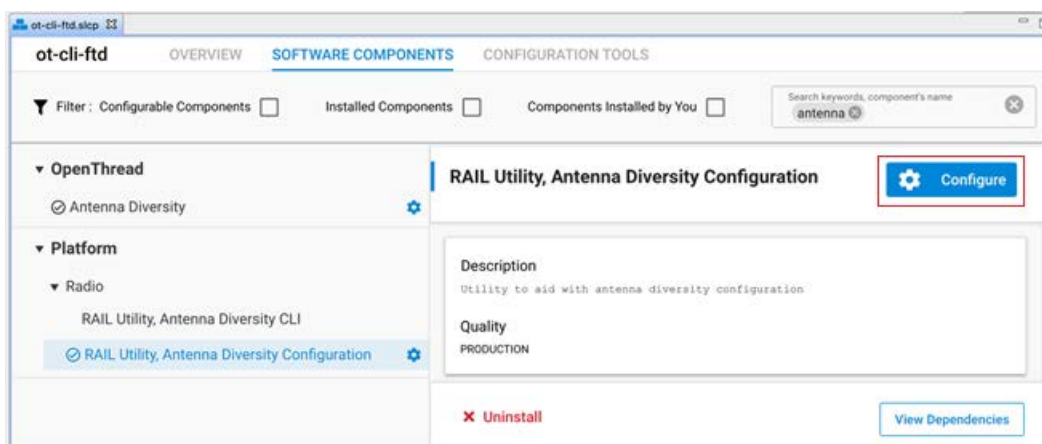 ot-cli-ftd.slcp
ot-cli-ftd OVERVIEW SOFTWARE COMPONENTS CONFIGURATION TOOLS
Filter : Configurable Components Installed Components Components Installed by You
Search keywords, component's name
antenna
OpenThread
Antenna Diversity
Platform
Radio
RAIL Utility, Antenna Diversity CLI
RAIL Utility, Antenna Diversity Configuration
RAIL Utility, Antenna Diversity Configuration
Configure
Description
Utility to aid with antenna diversity configuration
Quality
PRODUCTION
Uninstall
View Dependencies